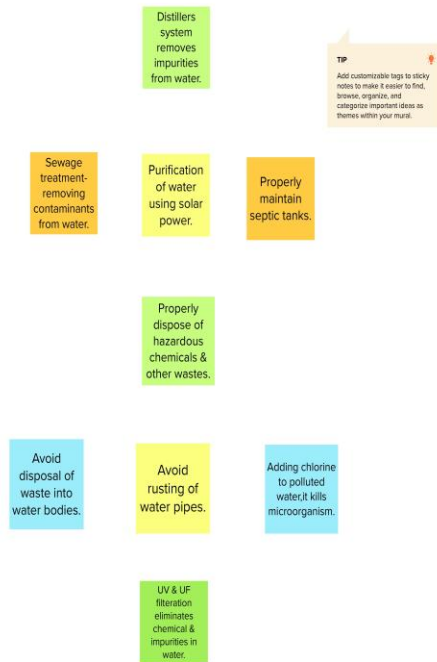 Distillers
system
removes
impurities
from water.
TIP
Add customizable tags to sticky
notes to make it easier to find,
browse, organize, and
categorize important ideas as
themes within your mural.
Sewage
treatment-
removing
contaminants
from water.
Purification
of water
using solar
power.
Properly
maintain
septic tanks.
Properly
dispose of
hazardous
chemicals &
other wastes.
Avoid
disposal of
waste into
water bodies.
Avoid
rusting of
water pipes.
Adding chlorine
to polluted
water,it kills
microorganism.
UV & UF
filteration
eliminates
chemical &
impurities in
water.